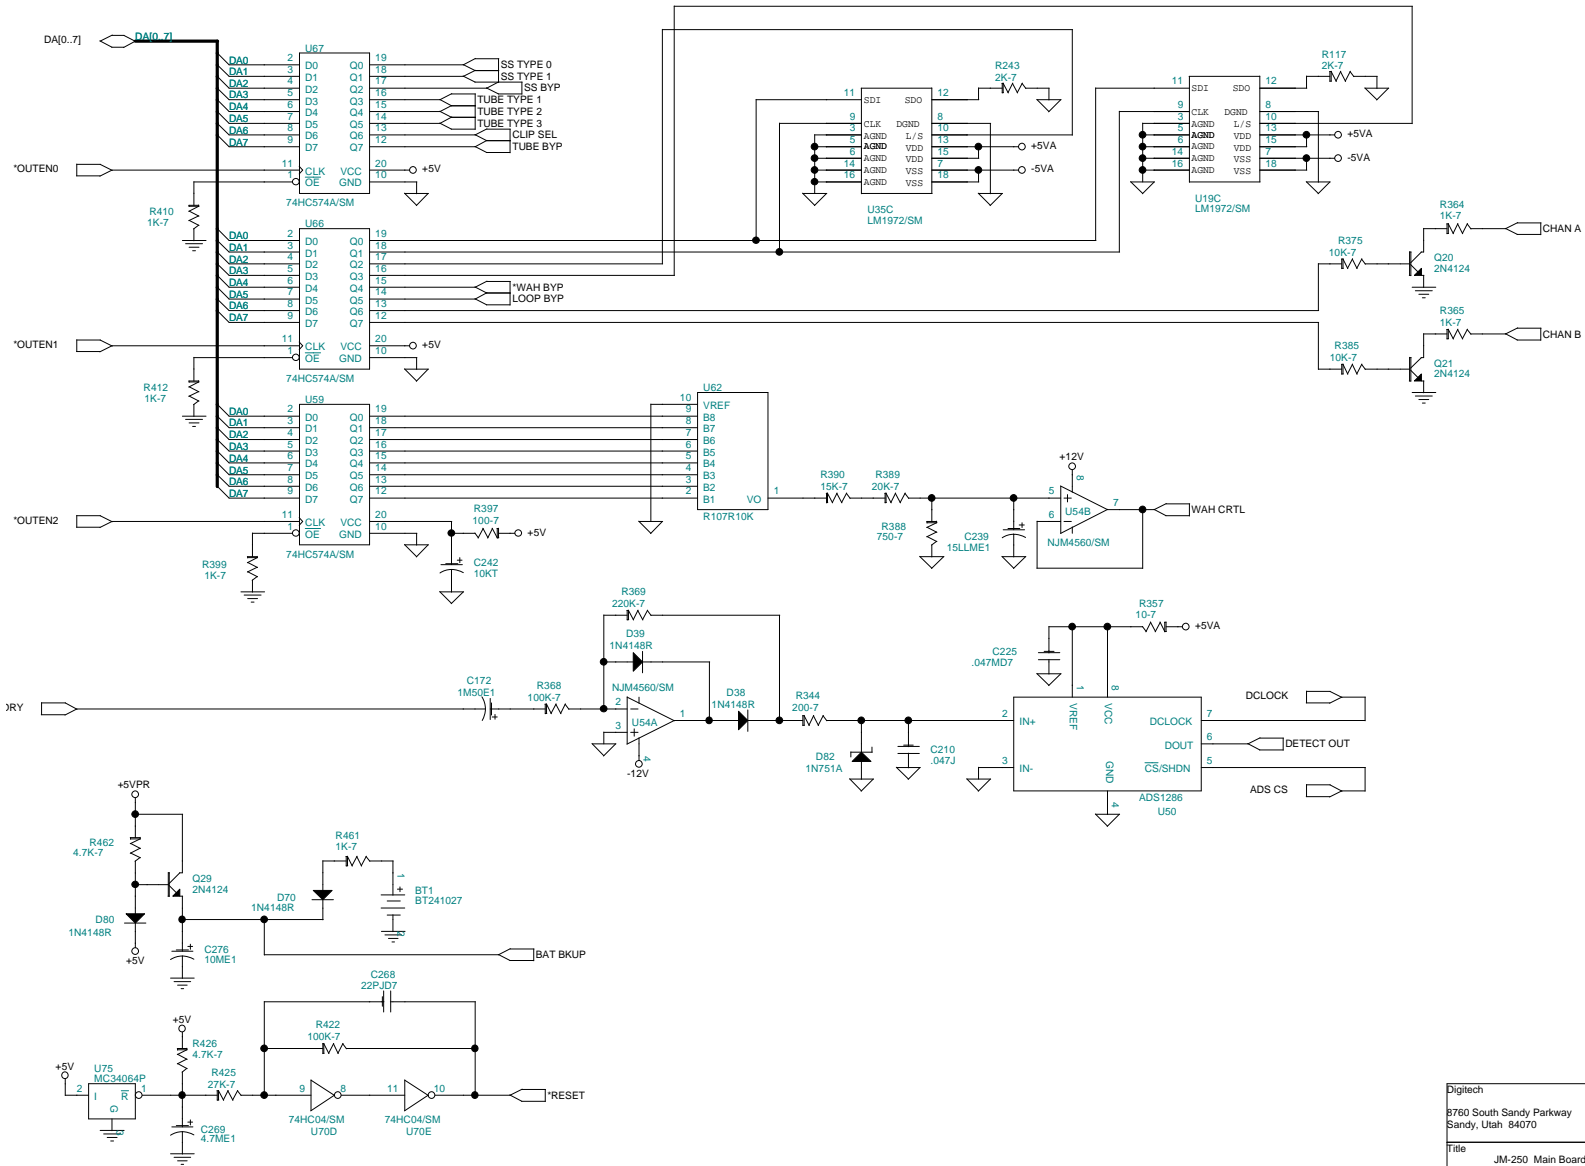 DA[0..7]
DA[0..7]
U67
DA0 2 D0 Q0 19 SS TYPE 0
DA1 3 D1 Q1 18 SS TYPE 1
DA2 4 D2 Q2 17 SS BYP
DA3 5 D3 Q3 16 TUBE TYPE 1
DA4 6 D4 Q4 15 TUBE TYPE 2
DA5 7 D5 Q5 14 TUBE TYPE 3
DA6 8 D6 Q6 13 CLIP SEL
DA7 9 D7 Q7 12 TUBE BYP
*OUTEN0 11 CLK VCC 20 +5V
1 OE GND 10
74HC574A/SM
R410
1K-7
U66
DA0 2 D0 Q0 19
DA1 3 D1 Q1 18
DA2 4 D2 Q2 17
DA3 5 D3 Q3 16
DA4 6 D4 Q4 15 *WAH BYP
DA5 7 D5 Q5 14 LOOP BYP
DA6 8 D6 Q6 13
DA7 9 D7 Q7 12
*OUTEN1 11 CLK VCC 20 +5V
1 OE GND 10
74HC574A/SM
R412
1K-7
U59
DA0 2 D0 Q0 19
DA1 3 D1 Q1 18
DA2 4 D2 Q2 17
DA3 5 D3 Q3 16
DA4 6 D4 Q4 15
DA5 7 D5 Q5 14
DA6 8 D6 Q6 13
DA7 9 D7 Q7 12
*OUTEN2 11 CLK VCC 20
1 OE GND 10
74HC574A/SM
R399
1K-7
R397
100-7
+5V
C242
10KT
R243
2K-7
11 SDI SDO 12
9 CLK DGND 8
3 AGND L/S 10
5 AGND VDD 13 +5VA
6 AGND VDD 15
14 AGND VSS 7 -5VA
16 AGND VSS 18
U35C
LM1972/SM
R117
2K-7
11 SDI SDO 12
9 CLK DGND 8
3 AGND L/S 10
5 AGND VDD 13 +5VA
6 AGND VDD 15
14 AGND VSS 7 -5VA
16 AGND VSS 18
U19C
LM1972/SM
R364
1K-7
CHAN A
R375
10K-7
Q20
2N4124
R365
1K-7
CHAN B
R385
10K-7
Q21
2N4124
U62
10 VREF
9 B8
8 B7
7 B6
6 B5
5 B4
4 B3
3 B2
2 B1 VO 1
R107R10K
R390
15K-7
R389
20K-7
R388
750-7
C239
15LLME1
+12V
8
5
6
7
U54B
NJM4560/SM
WAH CRTL
R369
220K-7
D39
1N4148R
C172
1M50E1
R368
100K-7
NJM4560/SM
2
3
1
U54A
4
-12V
D38
1N4148R
R344
200-7
D82
1N751A
C210
.047J
C225
.047MD7
R357
10-7
+5VA
1 VREF
8 VCC
2 IN+
3 IN-
DCLOCK 7
DOUT 6
CS/SHDN 5
GND 4
ADS1286
U50
DCLOCK
DETECT OUT
ADS CS
ORY
+5VPR
R462
4.7K-7
Q29
2N4124
D80
1N4148R
+5V
C276
10ME1
D70
1N4148R
R461
1K-7
1
BT1
BT241027
2
BAT BKUP
C268
22PJD7
R422
100K-7
+5V
R426
4.7K-7
+5V
U75
MC34064P
2 I R 1
G
3
R425
27K-7
C269
4.7ME1
9 8
74HC04/SM
U70D
11 10
74HC04/SM
U70E
*RESET
Digitech
8760 South Sandy Parkway
Sandy, Utah 84070
Title
JM-250 Main Board